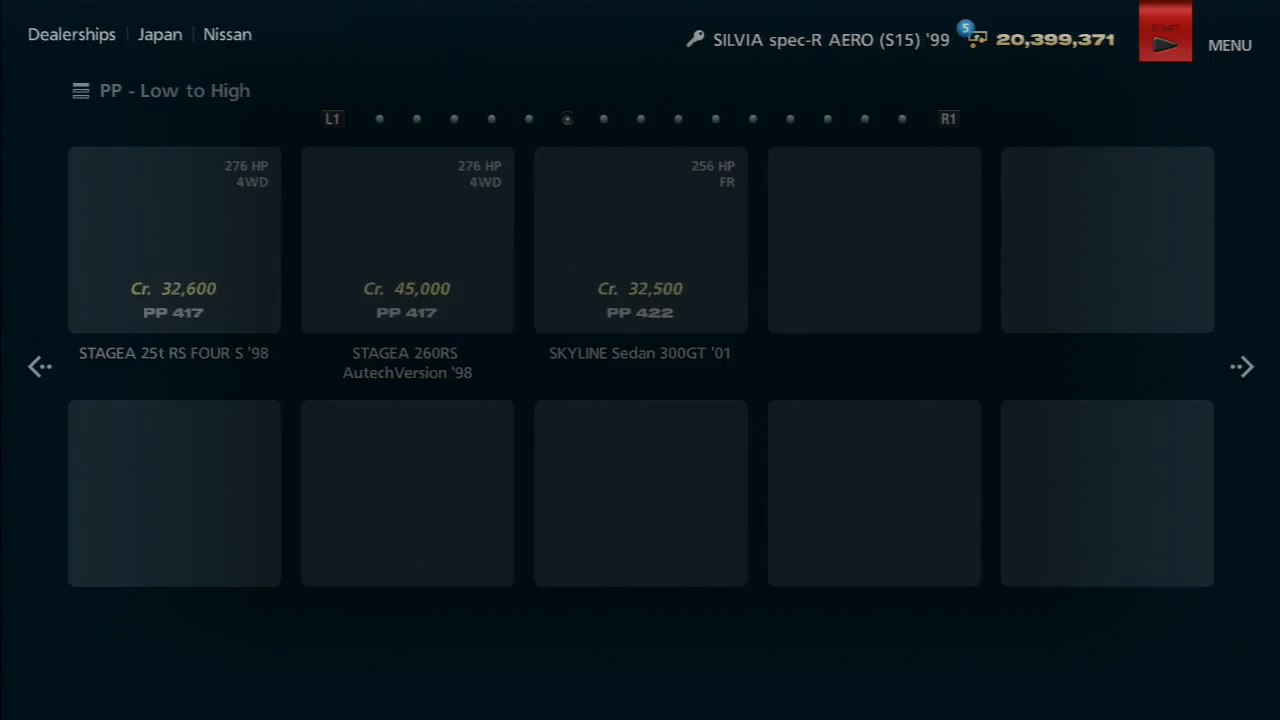 Dealerships Japan Nissan
SILVIA spec-R AERO (S15) '99 5 20,399,371 START MENU
PP - Low to High
L1 R1
276 HP
4WD
Cr. 32,600
PP 417
STAGEA 25t RS FOUR S '98
276 HP
4WD
Cr. 45,000
PP 417
STAGEA 260RS
AutechVersion '98
256 HP
FR
Cr. 32,500
PP 422
SKYLINE Sedan 300GT '01